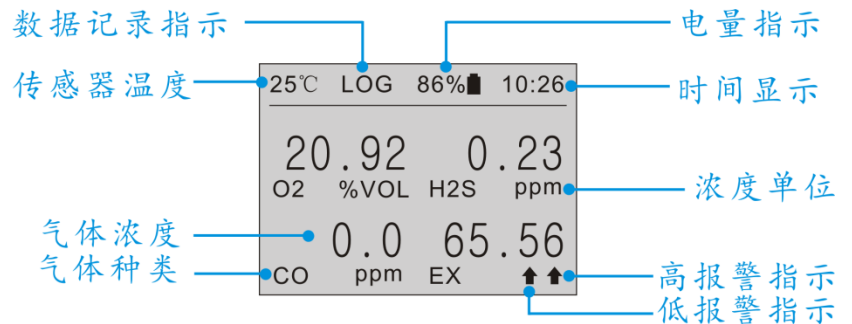 数据记录指示
电量指示
传感器温度
25℃ LOG 86% 10:26
时间显示
20.92 0.23
O2 %VOL H2S ppm
浓度单位
气体浓度
0.0 65.56
气体种类
CO ppm EX
高报警指示
低报警指示